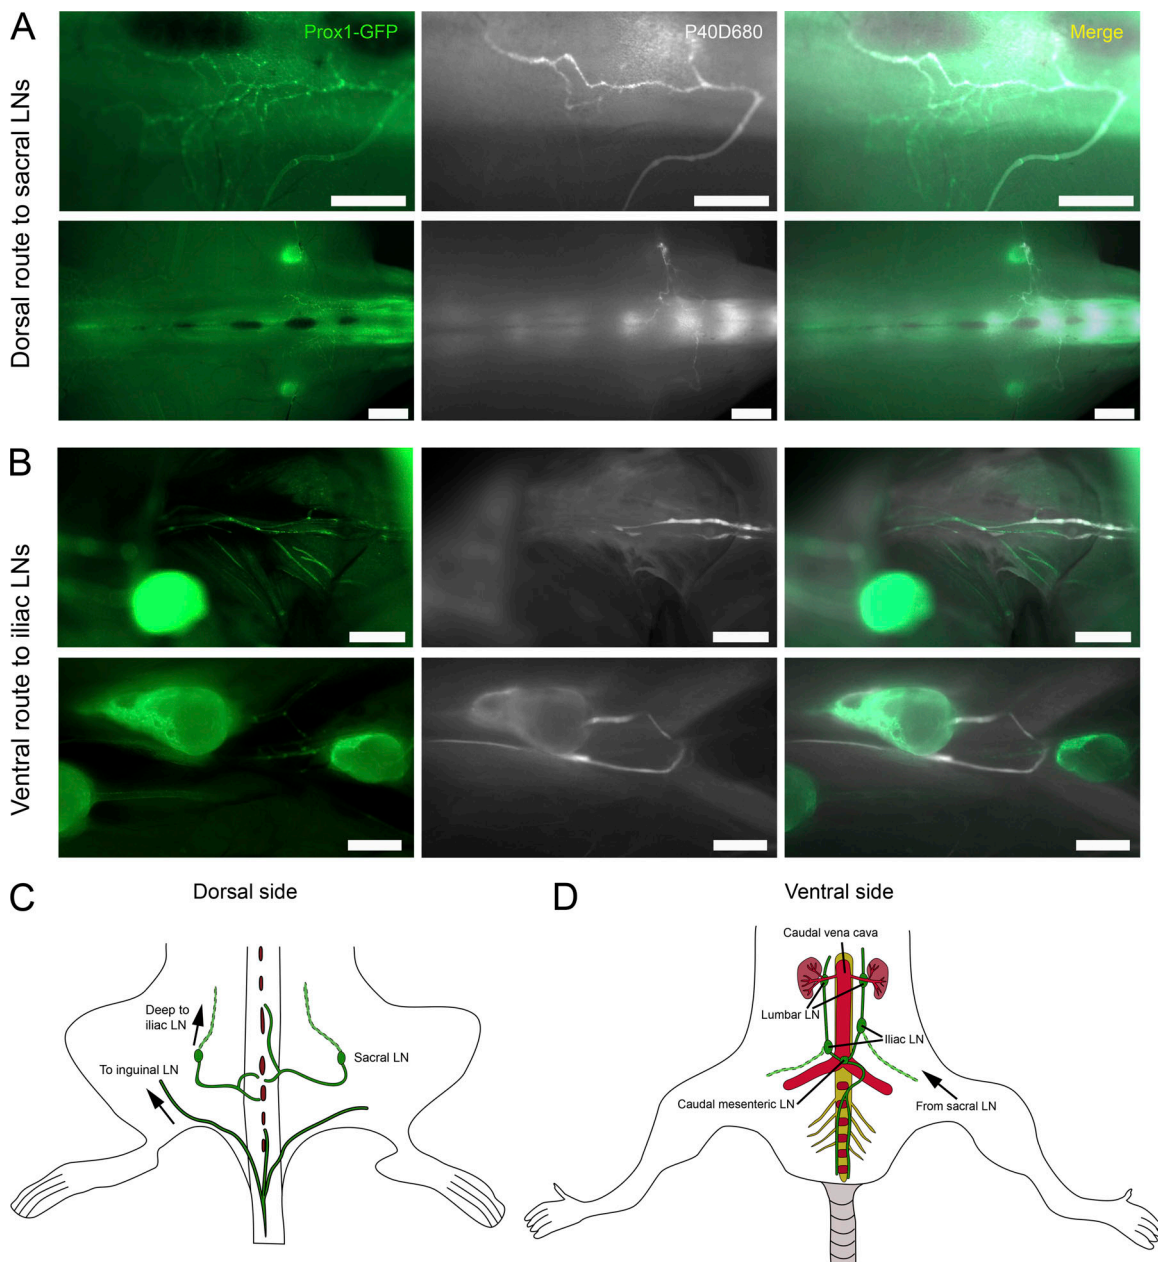 A
Dorsal route to sacral LNs
Prox1-GFP
P40D680
Merge
B
Ventral route to iliac LNs
C
Dorsal side
Deep to
iliac LN
To inguinal LN
Sacral LN
D
Ventral side
Caudal vena cava
Lumbar LN
Iliac LN
Caudal mesenteric LN
From sacral LN